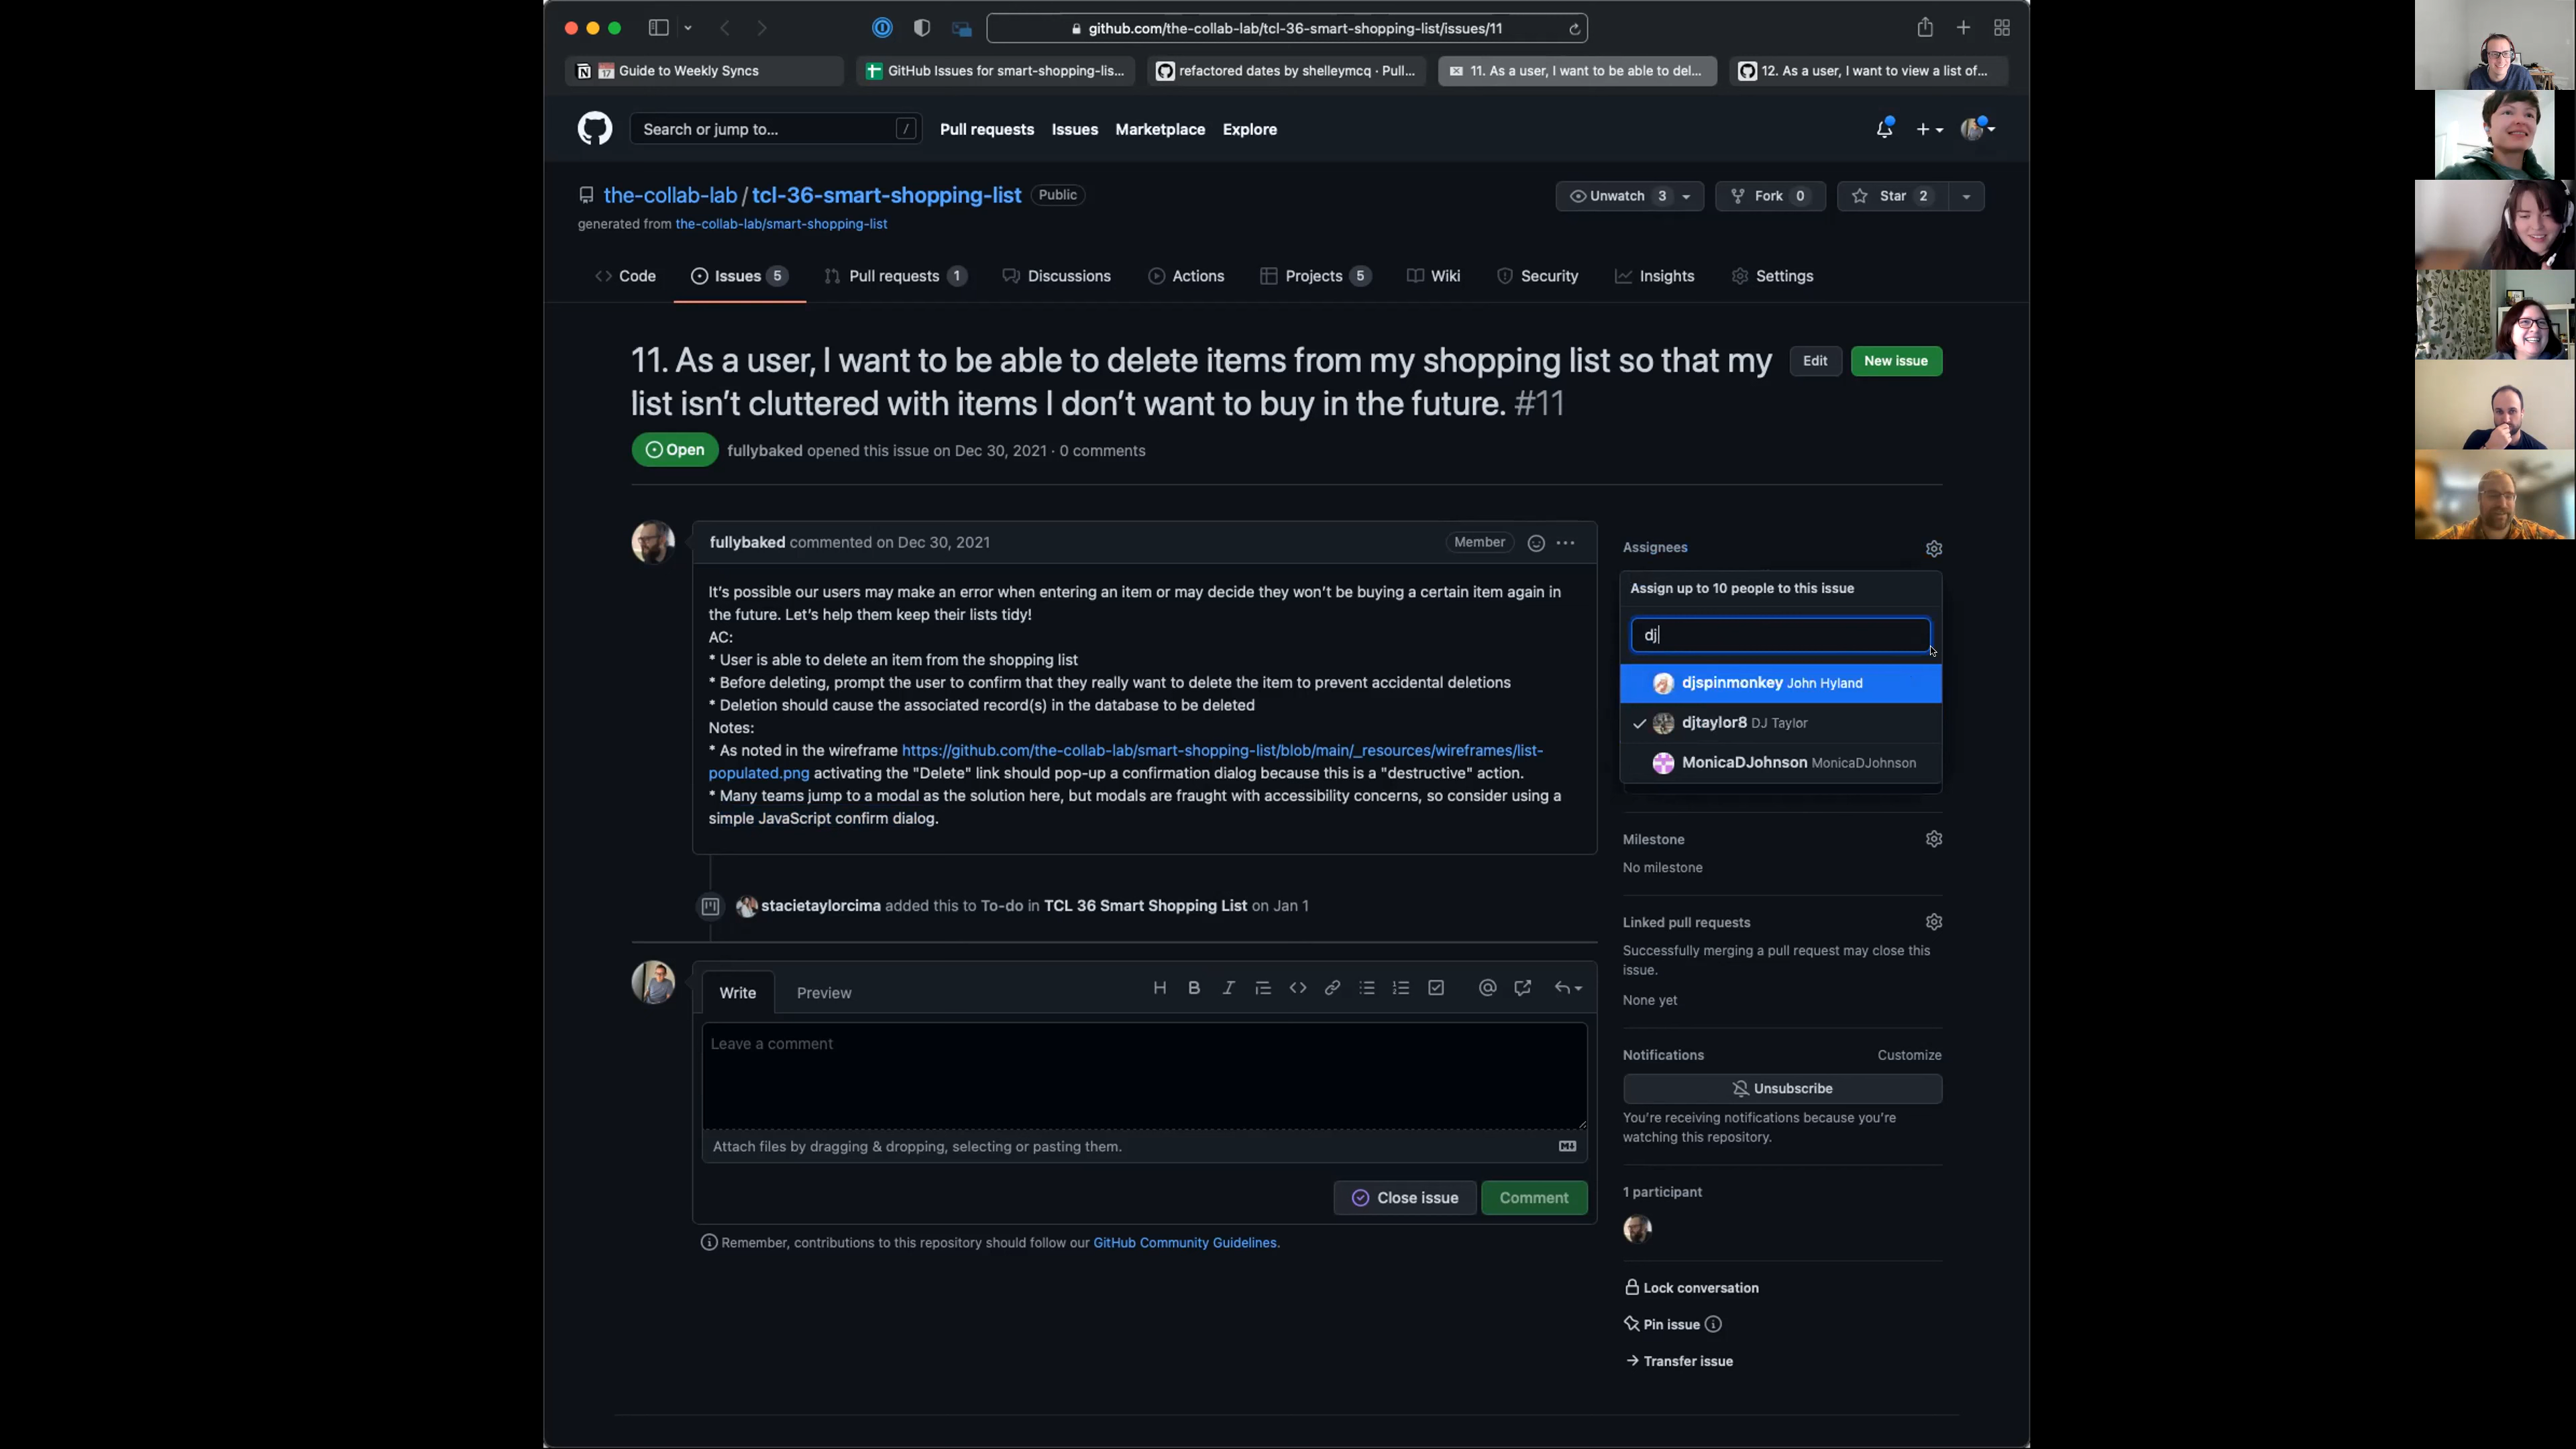 github.com/the-collab-lab/tcl-36-smart-shopping-list/issues/11
Guide to Weekly Syncs
GitHub Issues for smart-shopping-lis...
refactored dates by shelleymcq · Pull...
11. As a user, I want to be able to del...
12. As a user, I want to view a list of...
Search or jump to...
/
Pull requests
Issues
Marketplace
Explore
the-collab-lab / tcl-36-smart-shopping-list Public
Unwatch 3
Fork 0
Star 2
generated from the-collab-lab/smart-shopping-list
Code
Issues 5
Pull requests 1
Discussions
Actions
Projects 5
Wiki
Security
Insights
Settings
11. As a user, I want to be able to delete items from my shopping list so that my
list isn't cluttered with items I don't want to buy in the future. #11
Edit
New issue
Open
fullybaked opened this issue on Dec 30, 2021 · 0 comments
fullybaked commented on Dec 30, 2021
Member
It's possible our users may make an error when entering an item or may decide they won't be buying a certain item again in
the future. Let's help them keep their lists tidy!
AC:
* User is able to delete an item from the shopping list
* Before deleting, prompt the user to confirm that they really want to delete the item to prevent accidental deletions
* Deletion should cause the associated record(s) in the database to be deleted
Notes:
* As noted in the wireframe https://github.com/the-collab-lab/smart-shopping-list/blob/main/_resources/wireframes/list-
populated.png activating the "Delete" link should pop-up a confirmation dialog because this is a "destructive" action.
* Many teams jump to a modal as the solution here, but modals are fraught with accessibility concerns, so consider using a
simple JavaScript confirm dialog.
stacietaylorcima added this to To-do in TCL 36 Smart Shopping List on Jan 1
Write
Preview
Leave a comment
Attach files by dragging & dropping, selecting or pasting them.
Close issue
Comment
Remember, contributions to this repository should follow our GitHub Community Guidelines.
Assignees
Assign up to 10 people to this issue
dj
djspinmonkey John Hyland
djtaylor8 DJ Taylor
MonicaDJohnson MonicaDJohnson
Milestone
No milestone
Linked pull requests
Successfully merging a pull request may close this
issue.
None yet
Notifications
Customize
Unsubscribe
You're receiving notifications because you're
watching this repository.
1 participant
Lock conversation
Pin issue
Transfer issue